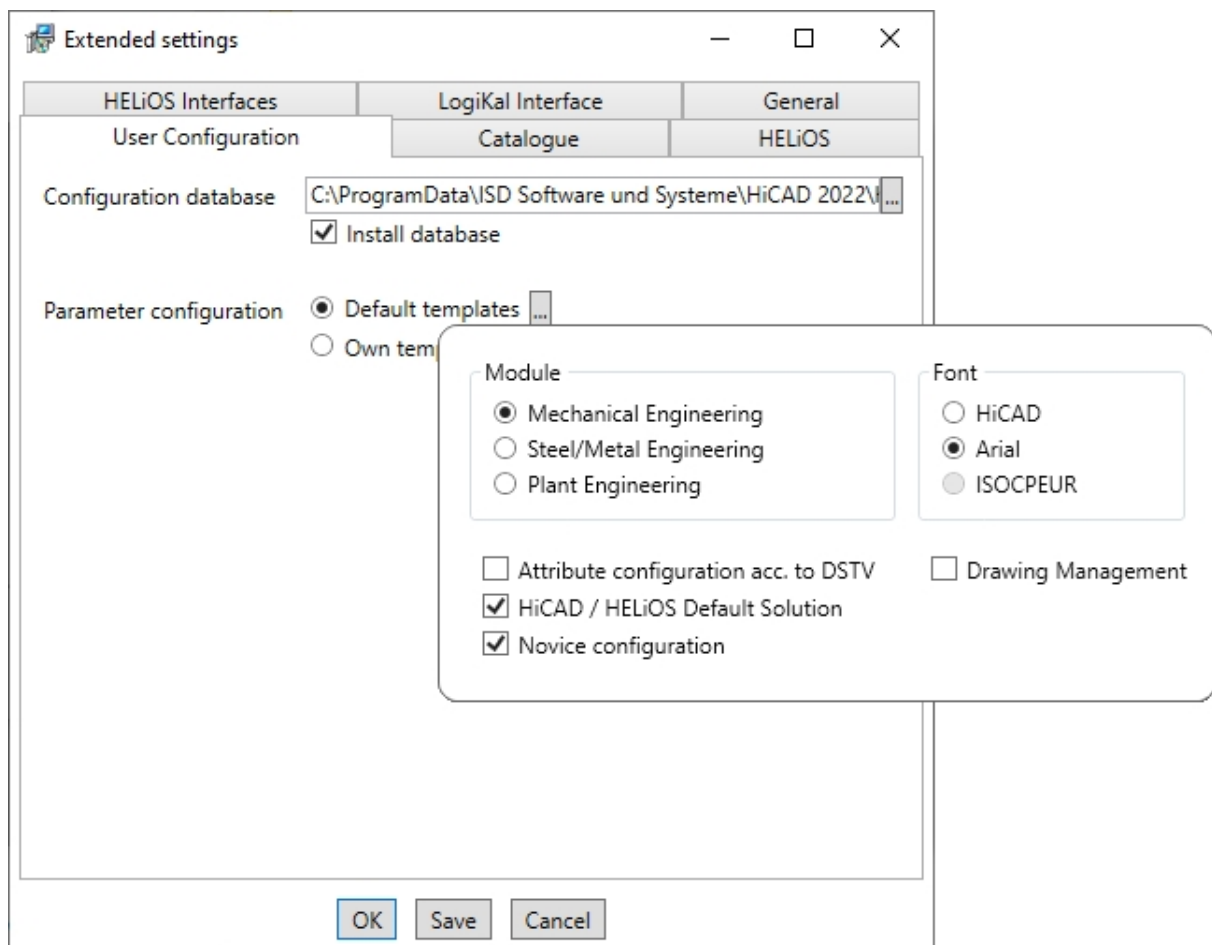 Extended settings
HELiOS Interfaces LogiKal Interface General
User Configuration Catalogue HELiOS
Configuration database C:\ProgramData\ISD Software und Systeme\HiCAD 2022\ ...
Install database
Parameter configuration Default templates ...
Own
Module Font
Mechanical Engineering HiCAD
Steel/Metal Engineering Arial
Plant Engineering ISOCPEUR
Attribute configuration acc. to DSTV Drawing Management
HiCAD / HELiOS Default Solution
Novice configuration
OK Save Cancel